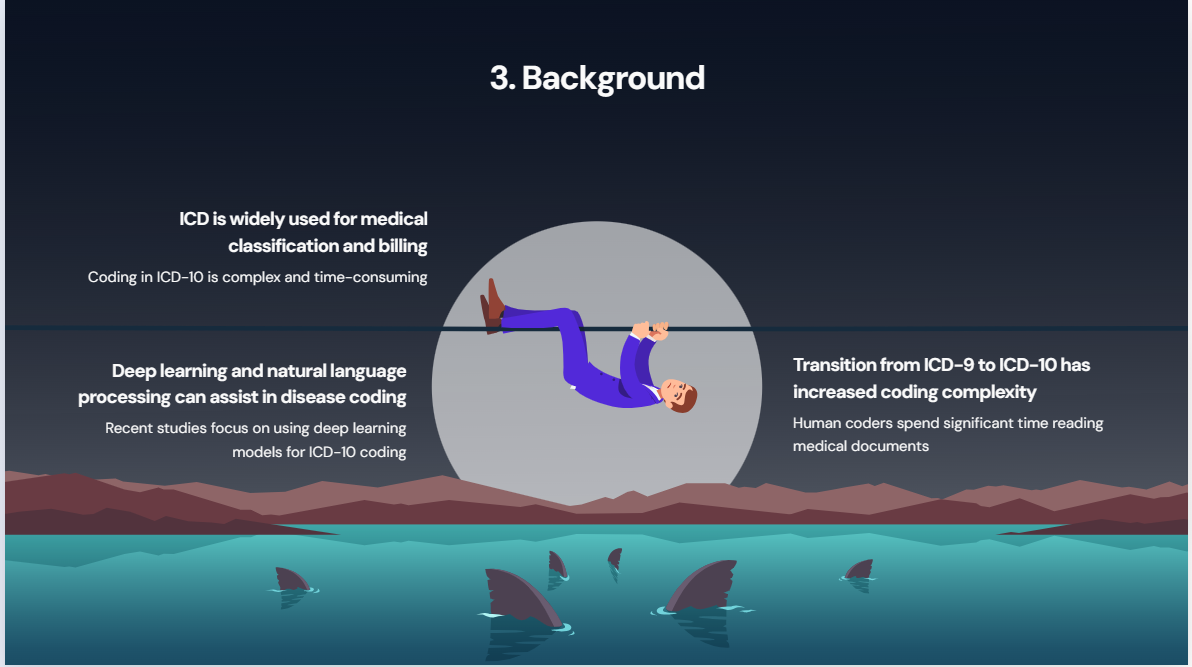 3. Background
ICD is widely used for medical
classification and billing
Coding in ICD-10 is complex and time-consuming
Deep learning and natural language
processing can assist in disease coding
Recent studies focus on using deep learning
models for ICD-10 coding
Transition from ICD-9 to ICD-10 has
increased coding complexity
Human coders spend significant time reading
medical documents